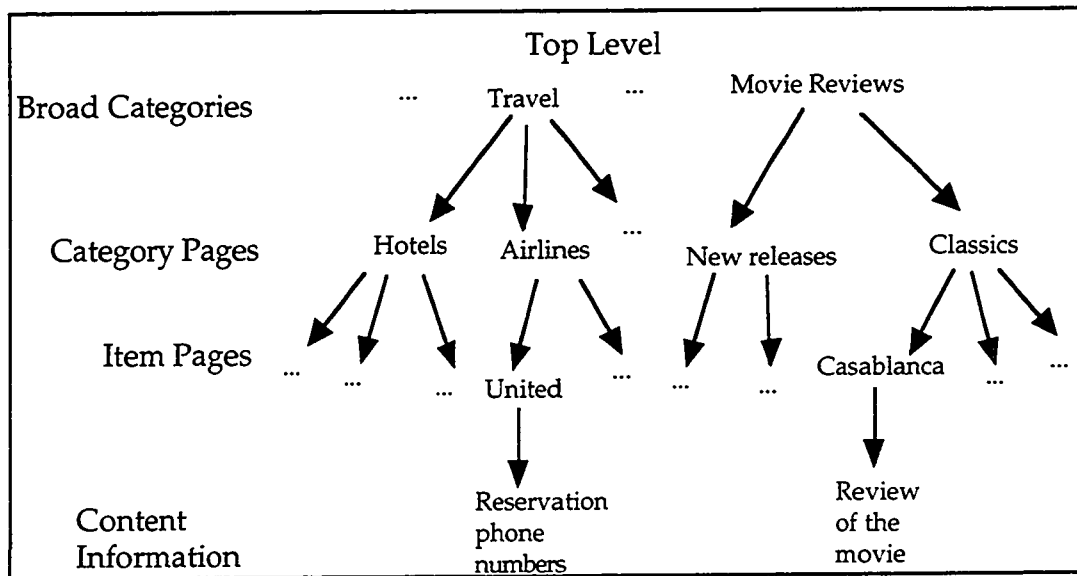 Top Level
Broad Categories
...
Travel
...
Movie Reviews
Category Pages
Hotels
Airlines
...
New releases
Classics
Item Pages
...
...
...
United
...
...
...
Casablanca
...
...
Content
Information
Reservation
phone
numbers
Review
of the
movie